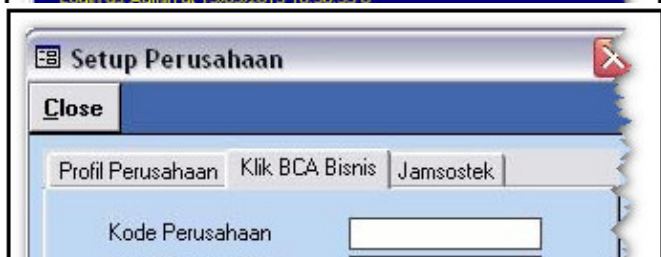 Setup Perusahaan
Close
Profil Perusahaan Klik BCA Bisnis Jamsostek
Kode Perusahaan